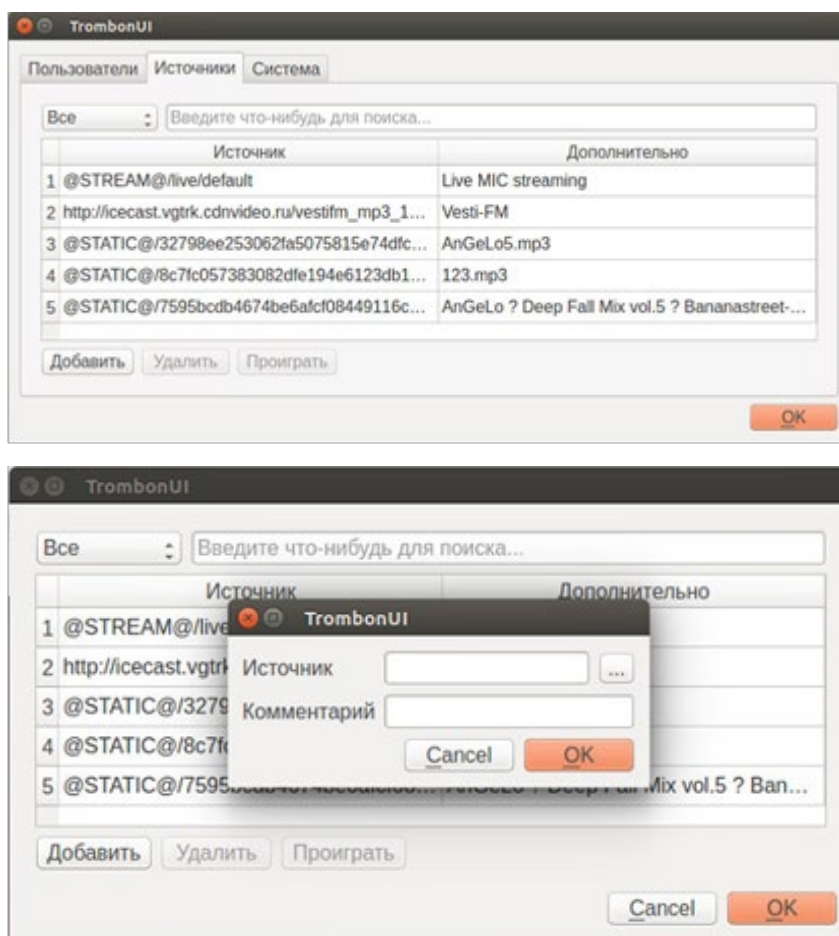 TrombonUI
Пользователи Источники Система
Все Введите что-нибудь для поиска...
Источник Дополнительно
1 @STREAM@/live/default Live MIC streaming
2 http://icecast.vgtrk.cdnvideo.ru/vestifm_mp3_1... Vesti-FM
3 @STATIC@/32798ee253062fa5075815e74dfc... AnGeLo5.mp3
4 @STATIC@/8c7fc057383082dfe194e6123db1... 123.mp3
5 @STATIC@/7595bcdb4674be6afcf08449116c... AnGeLo ? Deep Fall Mix vol.5 ? Bananastreet-...
Добавить Удалить Проиграть
OK
TrombonUI
Все Введите что-нибудь для поиска...
Источник Дополнительно
1 @STREAM@/live
2 http://icecast.vgtrk
3 @STATIC@/3279
4 @STATIC@/8c7f
5 @STATIC@/7595 Mix vol.5 ? Ban...
TrombonUI
Источник ...
Комментарий
Cancel OK
Добавить Удалить Проиграть
Cancel OK